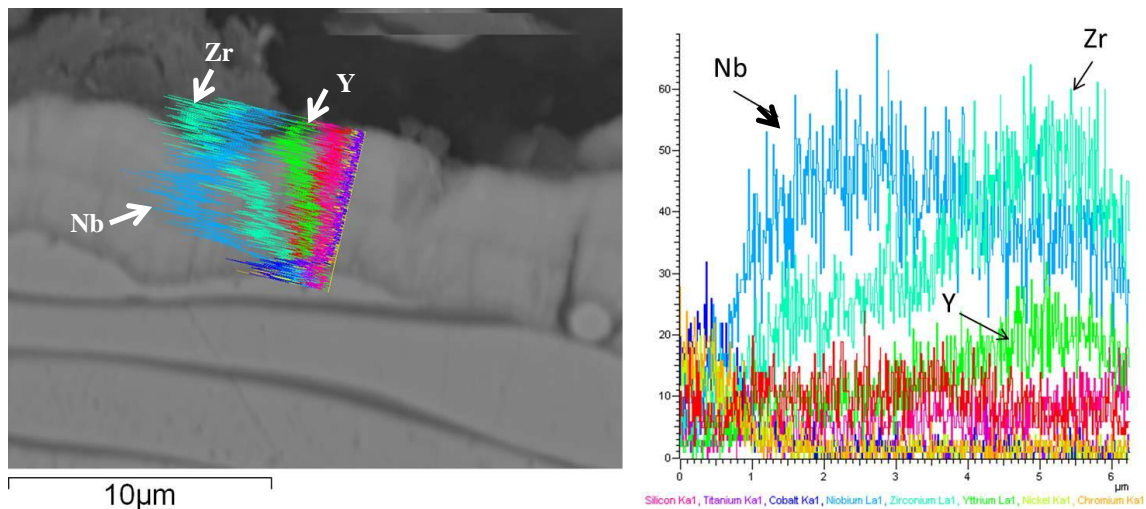 Zr
Y
Nb
10µm
Nb
Zr
Y
60
50
40
30
20
10
0
0 1 2 3 4 5 6
µm
Silicon Ka1, Titanium Ka1, Cobalt Ka1, Niobium La1, Zirconium La1, Yttrium La1, Nickel Ka1, Chromium Ka1